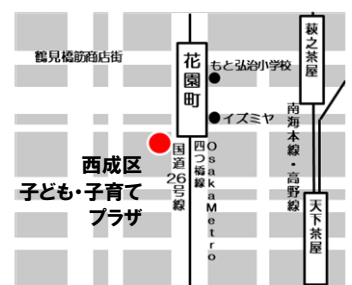 鶴見橋筋商店街
花園町
もと弘治小学校
イズミヤ
萩之茶屋
南海本線・高野線
天下茶屋
国道26号線
四つ橋線
OsakaMetro
西成区
子ども・子育て
プラザ